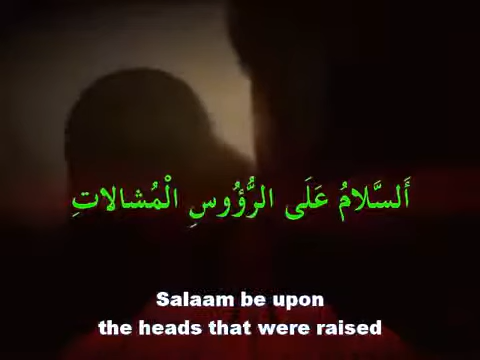 أَلسَّلامُ عَلَى الرُّؤُوسِ الْمُشالاتِ
Salaam be upon
the heads that were raised